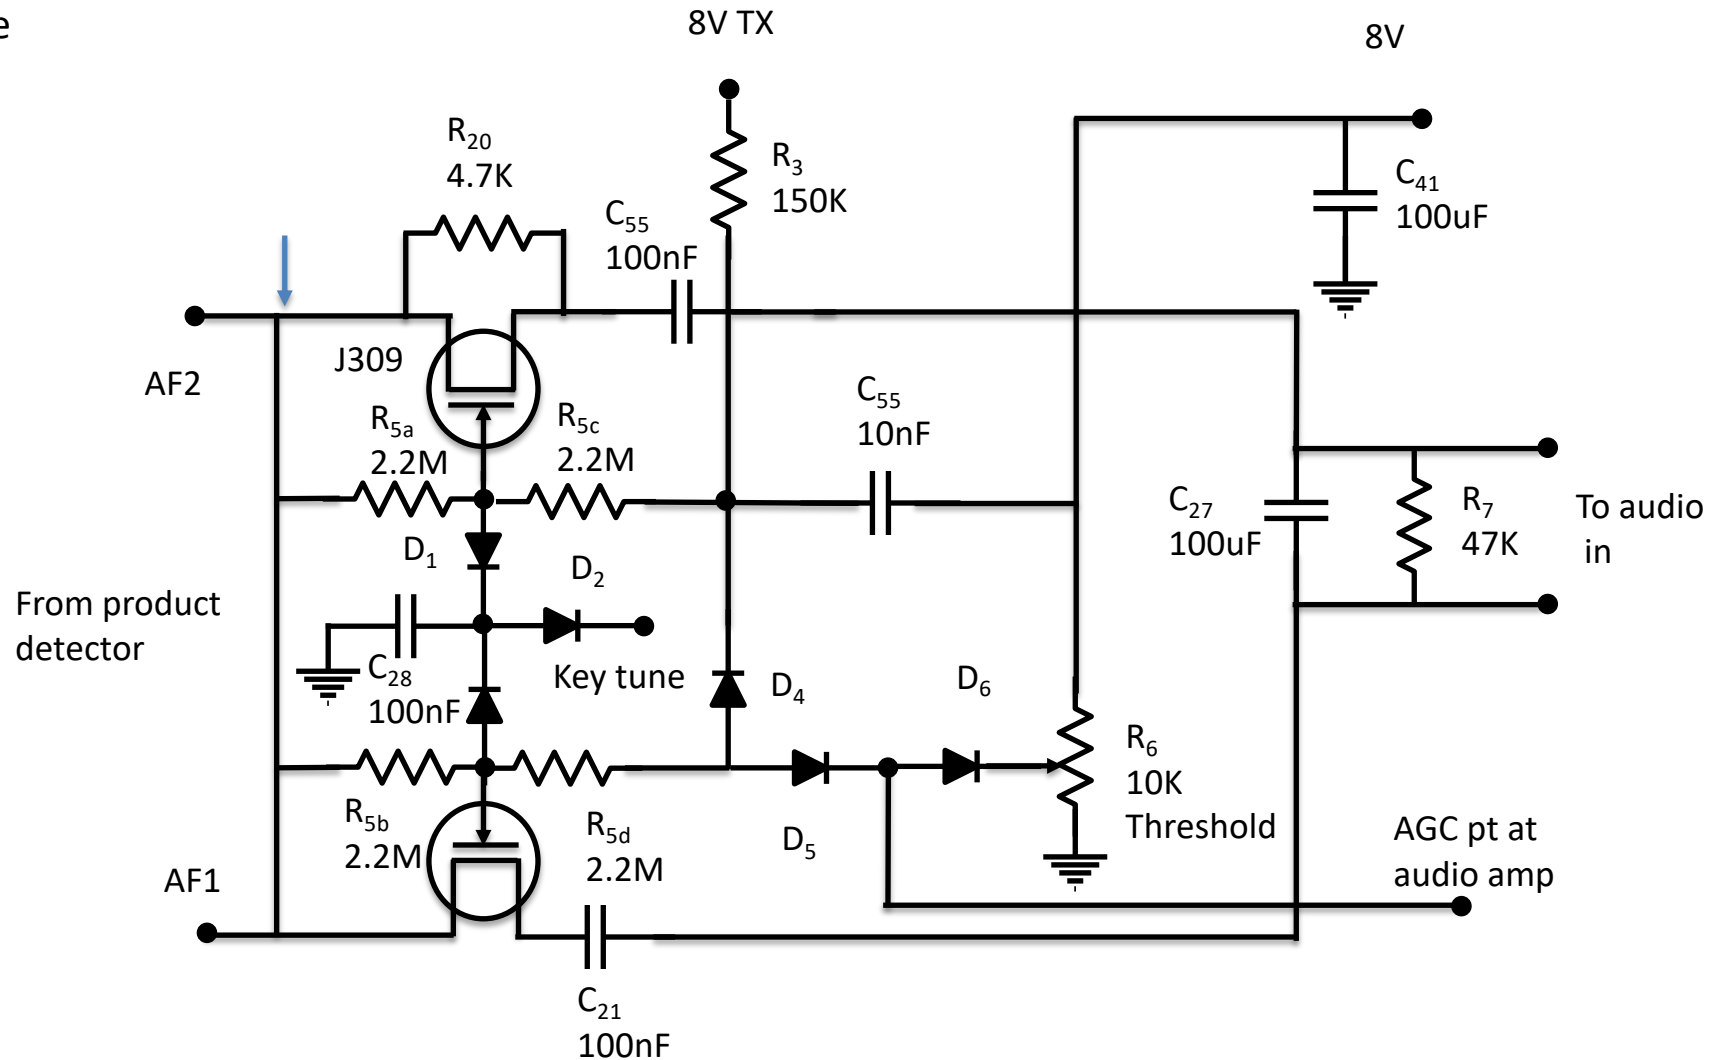 e
8V TX
8V
R20
4.7K
R3
150K
C41
100uF
C55
100nF
J309
AF2
R5a
2.2M
R5c
2.2M
C55
10nF
C27
100uF
R7
47K
To audio
in
D1
D2
From product
detector
C28
100nF
Key tune
D4
D6
R6
10K
Threshold
R5b
2.2M
R5d
2.2M
D5
AGC pt at
audio amp
AF1
C21
100nF